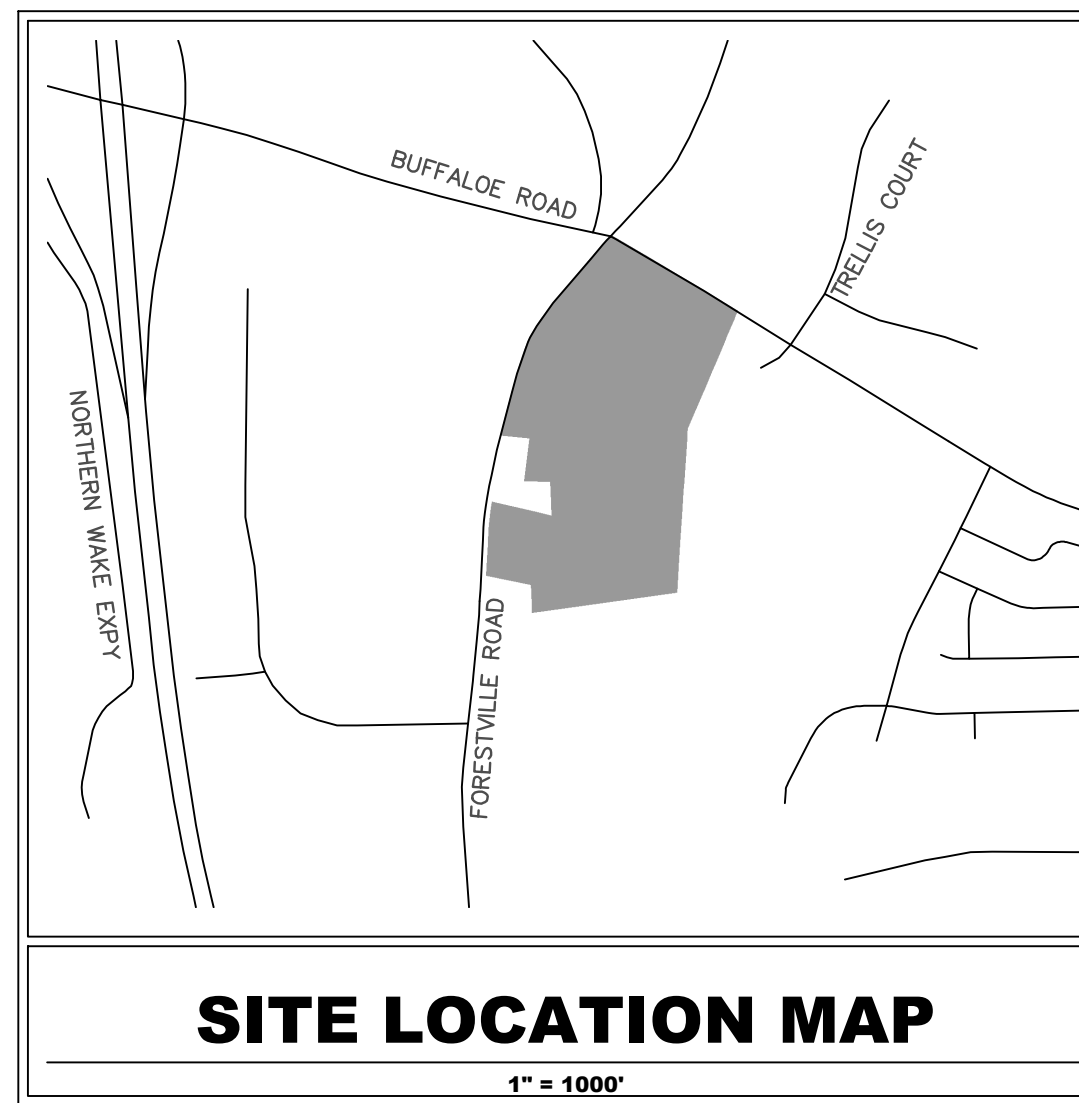 BUFFALOE ROAD
TRELLIS COURT
NORTHERN WAKE EXPY
FORESTVILLE ROAD
SITE LOCATION MAP
1" = 1000'